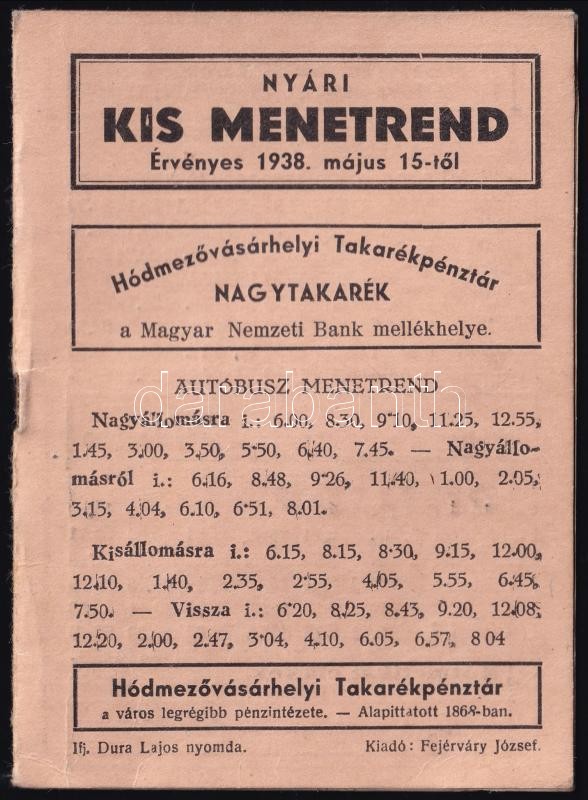 NYÁRI
KIS MENETREND
Érvényes 1938. május 15-től
Hódmezővásárhelyi Takarékpénztár
NAGYTAKARÉK
a Magyar Nemzeti Bank mellékhelye.
darabanth
AUTÓBUSZ MENETREND
Nagyállomásra i.: 6.00, 8.30, 9·10, 11.25, 12.55,
1.45, 3.00, 3.50, 5·50, 6.40, 7.45. — Nagyállo-
másról i.: 6.16, 8.48, 9·26, 11.40, 1.00, 2.05,
3.15, 4.04, 6.10, 6·51, 8.01.
Kisállomásra i.: 6.15, 8.15, 8·30, 9.15, 12.00,
12.10, 1.40, 2.35, 2·55, 4.05, 5.55, 6.45,
7.50. — Vissza i.: 6·20, 8.25, 8.43, 9.20, 12.08,
12.20, 2.00, 2.47, 3·04, 4.10, 6.05, 6.57, 8 04
Hódmezővásárhelyi Takarékpénztár
a város legrégibb pénzintézete. — Alapittatott 1868-ban.
Ifj. Dura Lajos nyomda. Kiadó: Fejérváry József.